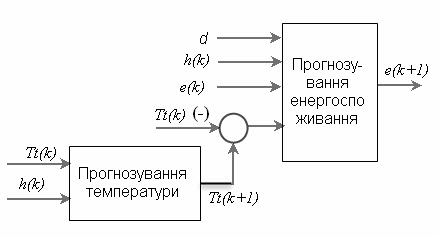 d
h(k)
e(k)
Tt(k) (-)
Прогнозу-
вання
енергоспо
живання
e(k+1)
Tt(k)
h(k)
Прогнозування
температури
Tt(k+1)